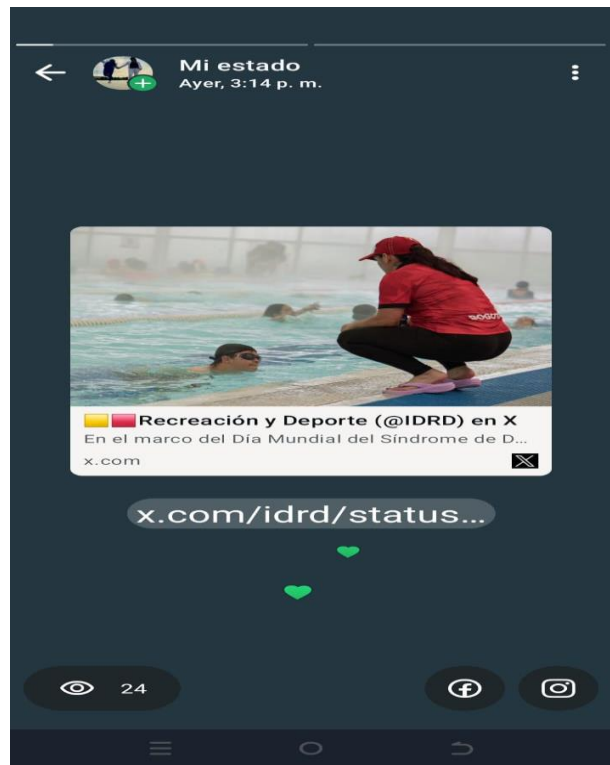 Mi estado
Ayer, 3:14 p. m.
BOGOT
Recreación y Deporte (@IDRD) en X
En el marco del Día Mundial del Síndrome de D...
x.com
x.com/idrd/status...
24